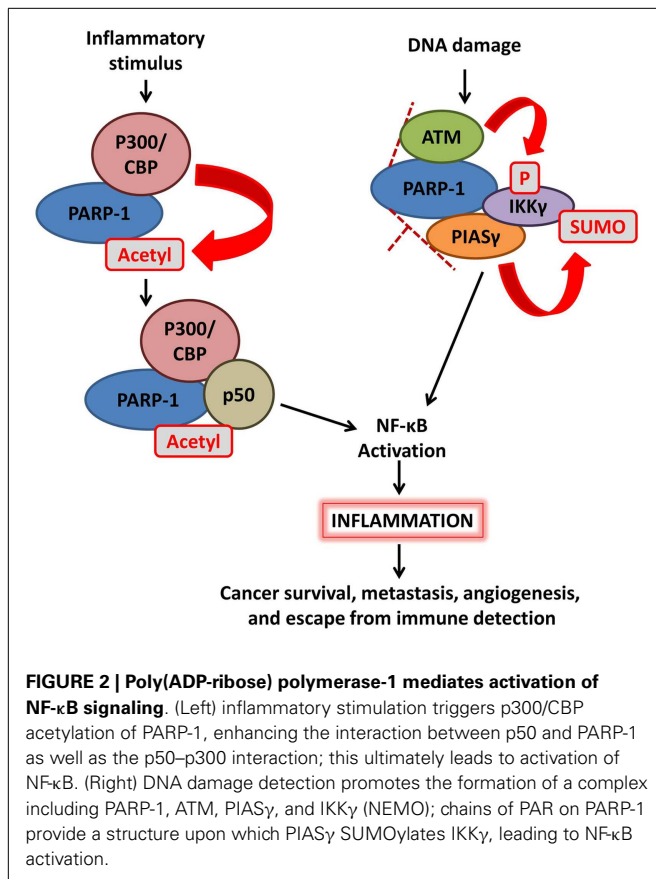 Inflammatory
stimulus
P300/
CBP
PARP-1
Acetyl
P300/
CBP
PARP-1
p50
Acetyl
DNA damage
ATM
PARP-1
P
IKKγ
SUMO
PIASγ
NF-κB
Activation
INFLAMMATION
Cancer survival, metastasis, angiogenesis,
and escape from immune detection
FIGURE 2 | Poly(ADP-ribose) polymerase-1 mediates activation of
NF-κB signaling. (Left) inflammatory stimulation triggers p300/CBP
acetylation of PARP-1, enhancing the interaction between p50 and PARP-1
as well as the p50–p300 interaction; this ultimately leads to activation of
NF-κB. (Right) DNA damage detection promotes the formation of a complex
including PARP-1, ATM, PIASγ, and IKKγ (NEMO); chains of PAR on PARP-1
provide a structure upon which PIASγ SUMOylates IKKγ, leading to NF-κB
activation.